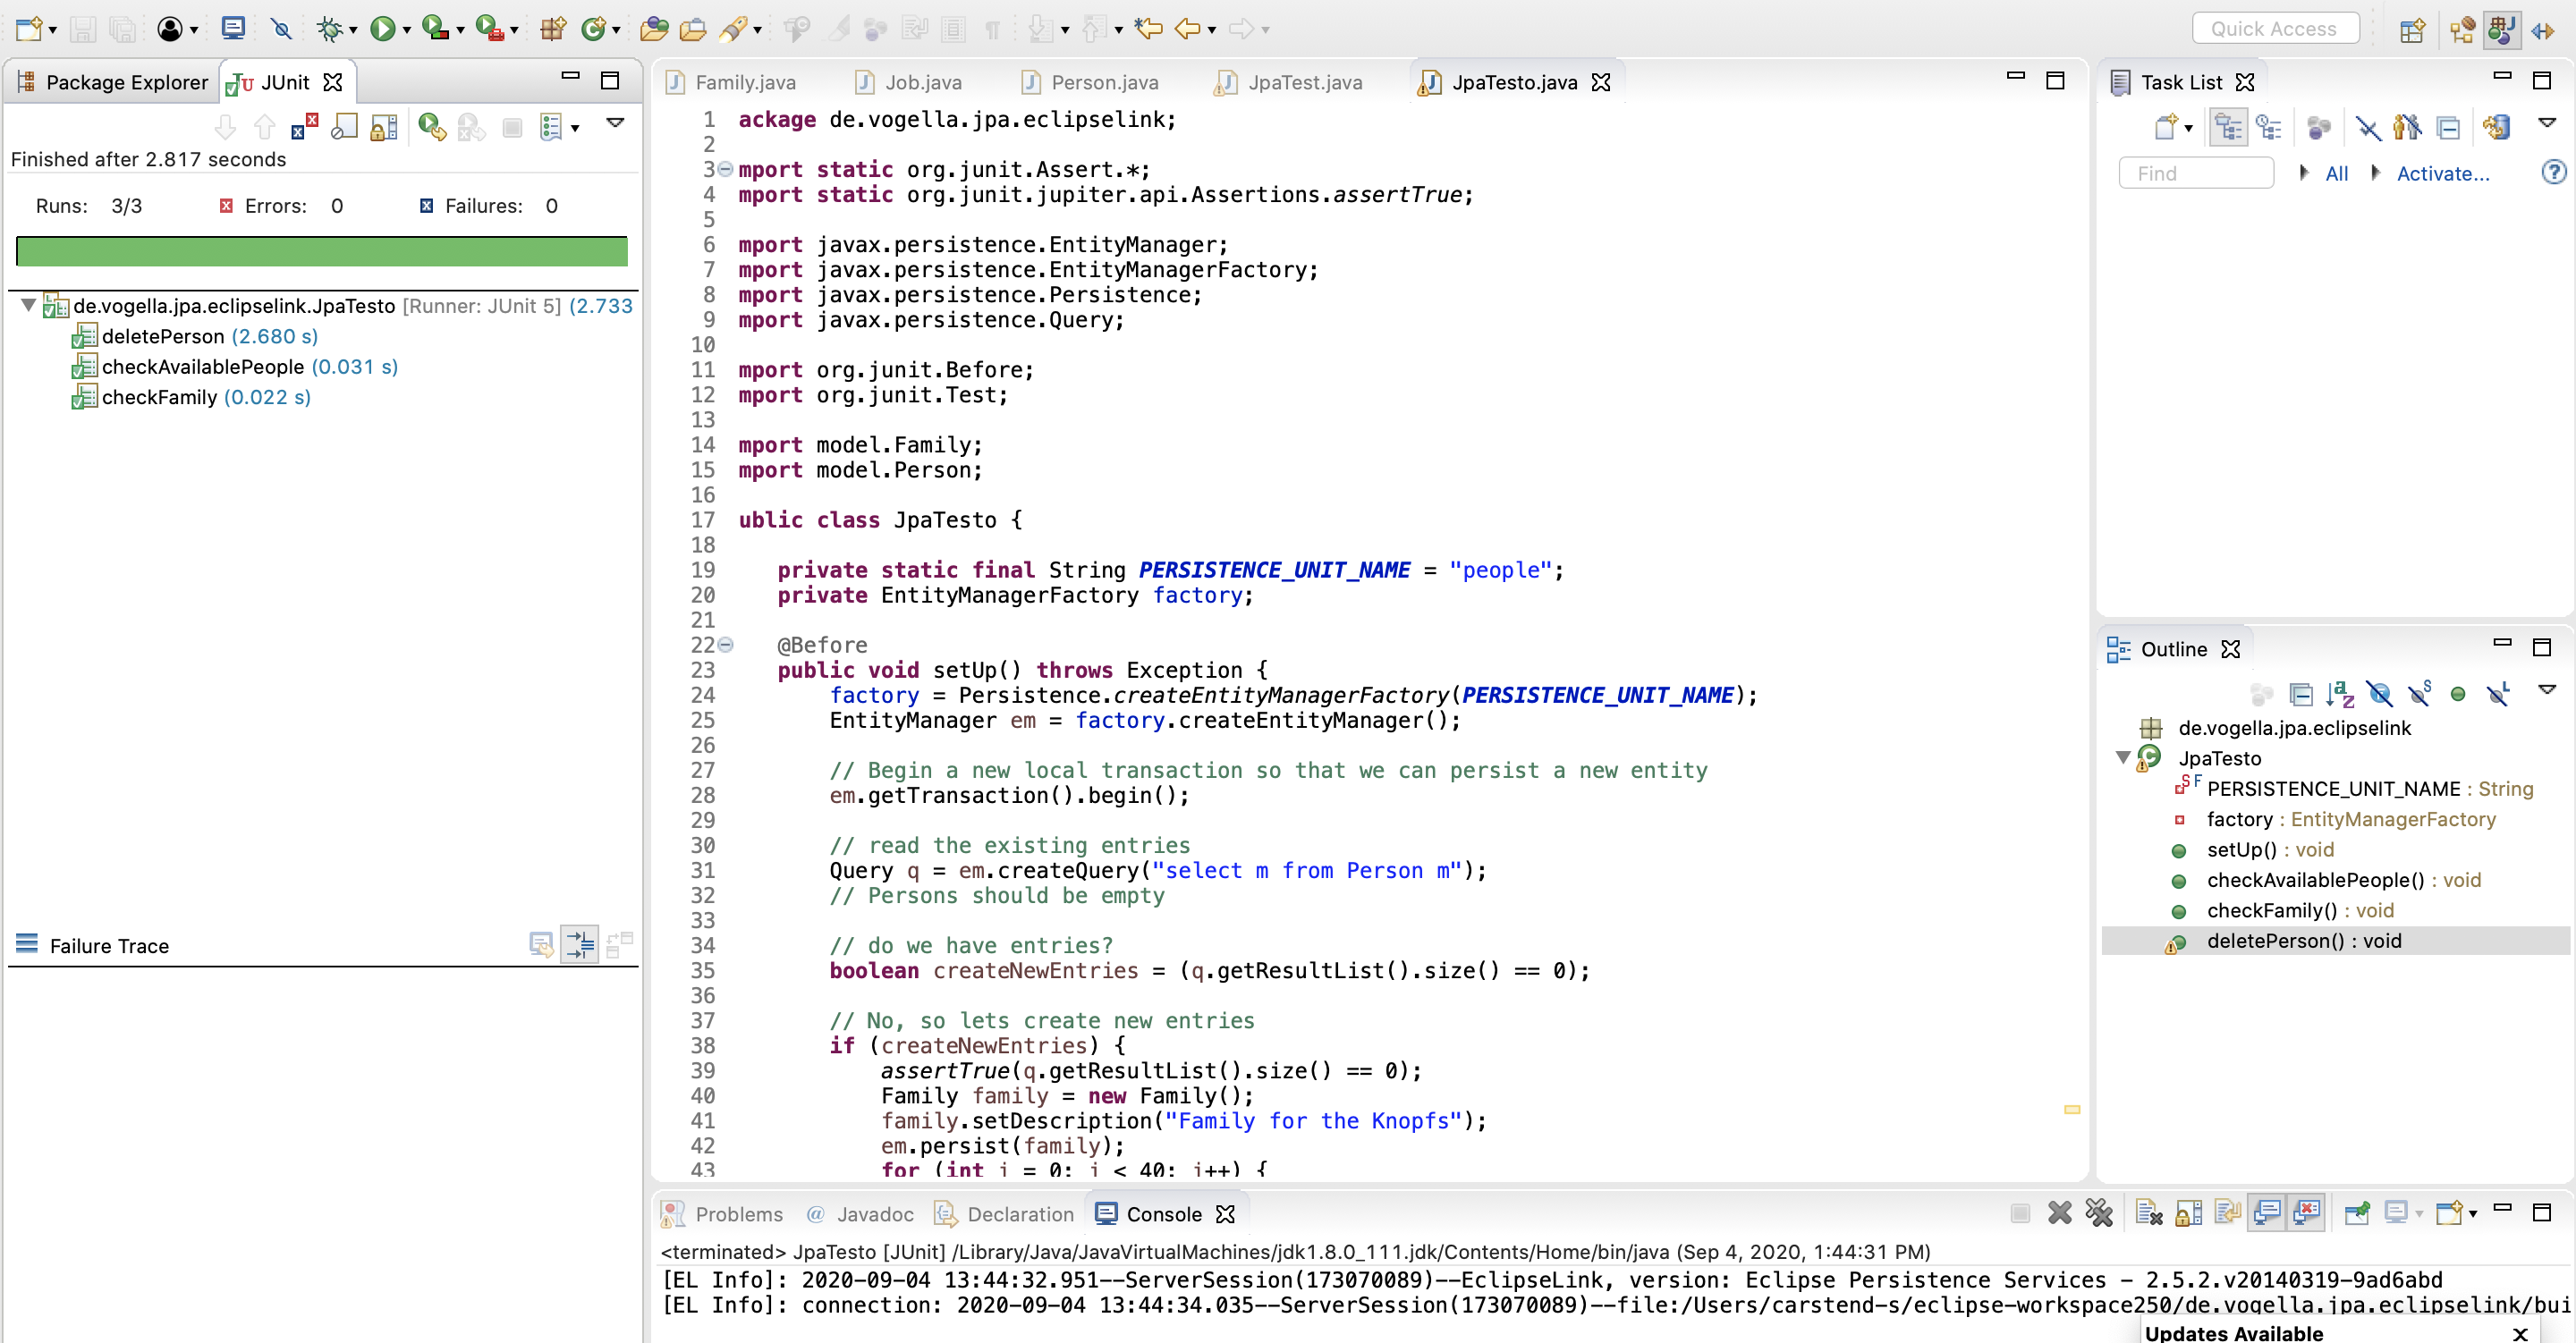 Quick Access
Package Explorer
JUnit
Finished after 2.817 seconds
Runs: 3/3 Errors: 0 Failures: 0
de.vogella.jpa.eclipselink.JpaTesto [Runner: JUnit 5] (2.733
deletePerson (2.680 s)
checkAvailablePeople (0.031 s)
checkFamily (0.022 s)
Failure Trace
Family.java Job.java Person.java JpaTest.java JpaTesto.java
1 ackage de.vogella.jpa.eclipselink;
2
3 mport static org.junit.Assert.*;
4 mport static org.junit.jupiter.api.Assertions.assertTrue;
5
6 mport javax.persistence.EntityManager;
7 mport javax.persistence.EntityManagerFactory;
8 mport javax.persistence.Persistence;
9 mport javax.persistence.Query;
10
11 mport org.junit.Before;
12 mport org.junit.Test;
13
14 mport model.Family;
15 mport model.Person;
16
17 ublic class JpaTesto {
18
19 private static final String PERSISTENCE_UNIT_NAME = "people";
20 private EntityManagerFactory factory;
21
22 @Before
23 public void setUp() throws Exception {
24 factory = Persistence.createEntityManagerFactory(PERSISTENCE_UNIT_NAME);
25 EntityManager em = factory.createEntityManager();
26
27 // Begin a new local transaction so that we can persist a new entity
28 em.getTransaction().begin();
29
30 // read the existing entries
31 Query q = em.createQuery("select m from Person m");
32 // Persons should be empty
33
34 // do we have entries?
35 boolean createNewEntries = (q.getResultList().size() == 0);
36
37 // No, so lets create new entries
38 if (createNewEntries) {
39 assertTrue(q.getResultList().size() == 0);
40 Family family = new Family();
41 family.setDescription("Family for the Knopfs");
42 em.persist(family);
43 for (int i = 0; i < 40; i++) {
Task List
Find All Activate...
Outline
de.vogella.jpa.eclipselink
JpaTesto
PERSISTENCE_UNIT_NAME : String
factory : EntityManagerFactory
setUp() : void
checkAvailablePeople() : void
checkFamily() : void
deletePerson() : void
Problems @ Javadoc Declaration Console
<terminated> JpaTesto [JUnit] /Library/Java/JavaVirtualMachines/jdk1.8.0_111.jdk/Contents/Home/bin/java (Sep 4, 2020, 1:44:31 PM)
[EL Info]: 2020-09-04 13:44:32.951--ServerSession(173070089)--EclipseLink, version: Eclipse Persistence Services - 2.5.2.v20140319-9ad6abd
[EL Info]: connection: 2020-09-04 13:44:34.035--ServerSession(173070089)--file:/Users/carstend-s/eclipse-workspace250/de.vogella.jpa.eclipselink/bui
Updates Available